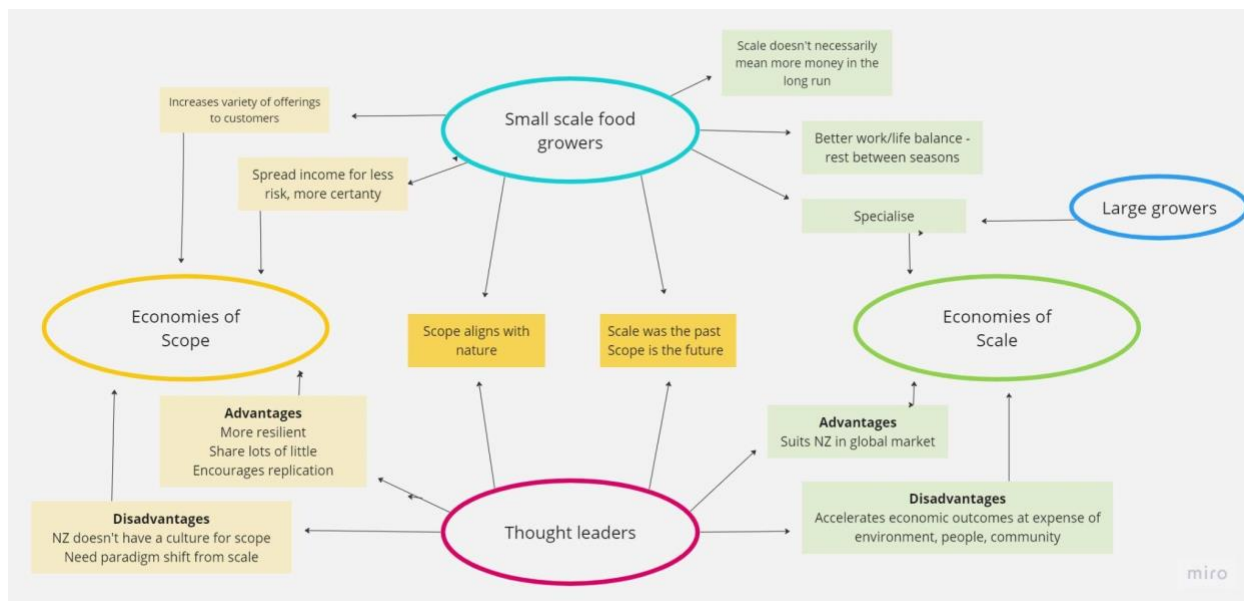 Scale doesn't necessarily
mean more money in the
long run
Increases variety of offerings
to customers
Small scale food
growers
Better work/life balance -
rest between seasons
Spread income for less
risk, more certanty
Specialise
Large growers
Economies of
Scope
Scope aligns with
nature
Scale was the past
Scope is the future
Economies of
Scale
Advantages
More resilient
Share lots of little
Encourages replication
Advantages
Suits NZ in global market
Disadvantages
NZ doesn't have a culture for scope
Need paradigm shift from scale
Thought leaders
Disadvantages
Accelerates economic outcomes at expense of
environment, people, community
miro